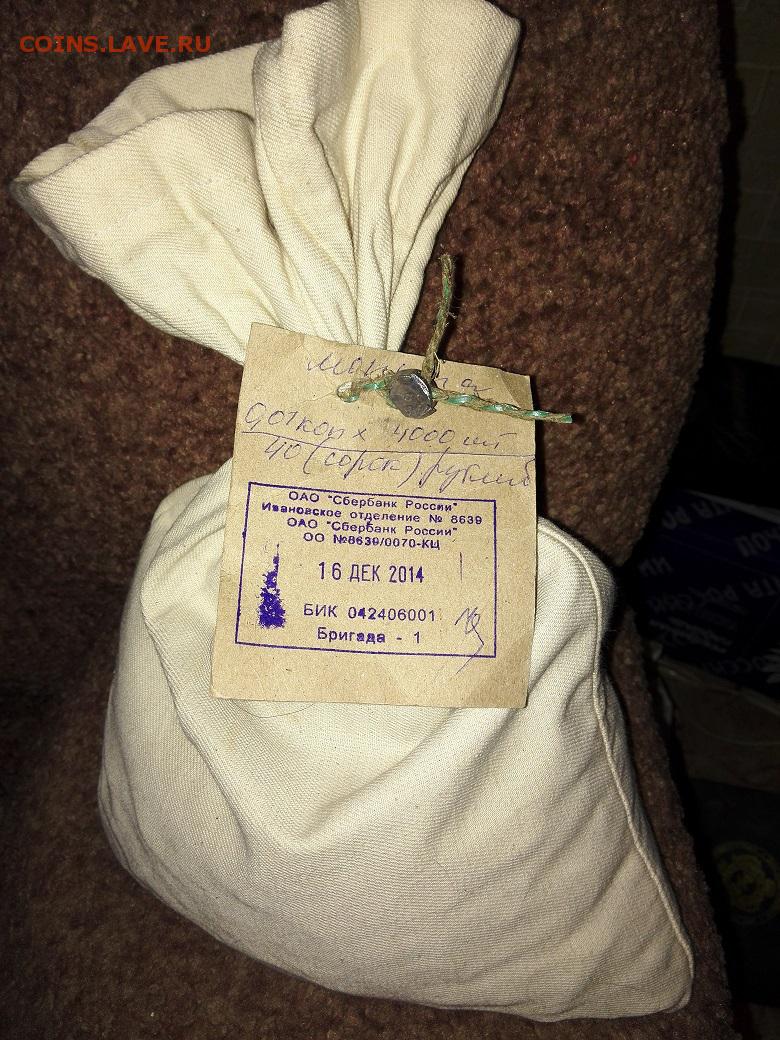 COINS.LAVE.RU
0,01 коп х 4000 шт
40 (сорок) рублей
ОАО "Сбербанк России"
Ивановское отделение № 8639
ОАО "Сбербанк России"
ОО №8639/0070-КЦ
16 ДЕК 2014
БИК 042406001
Бригада - 1